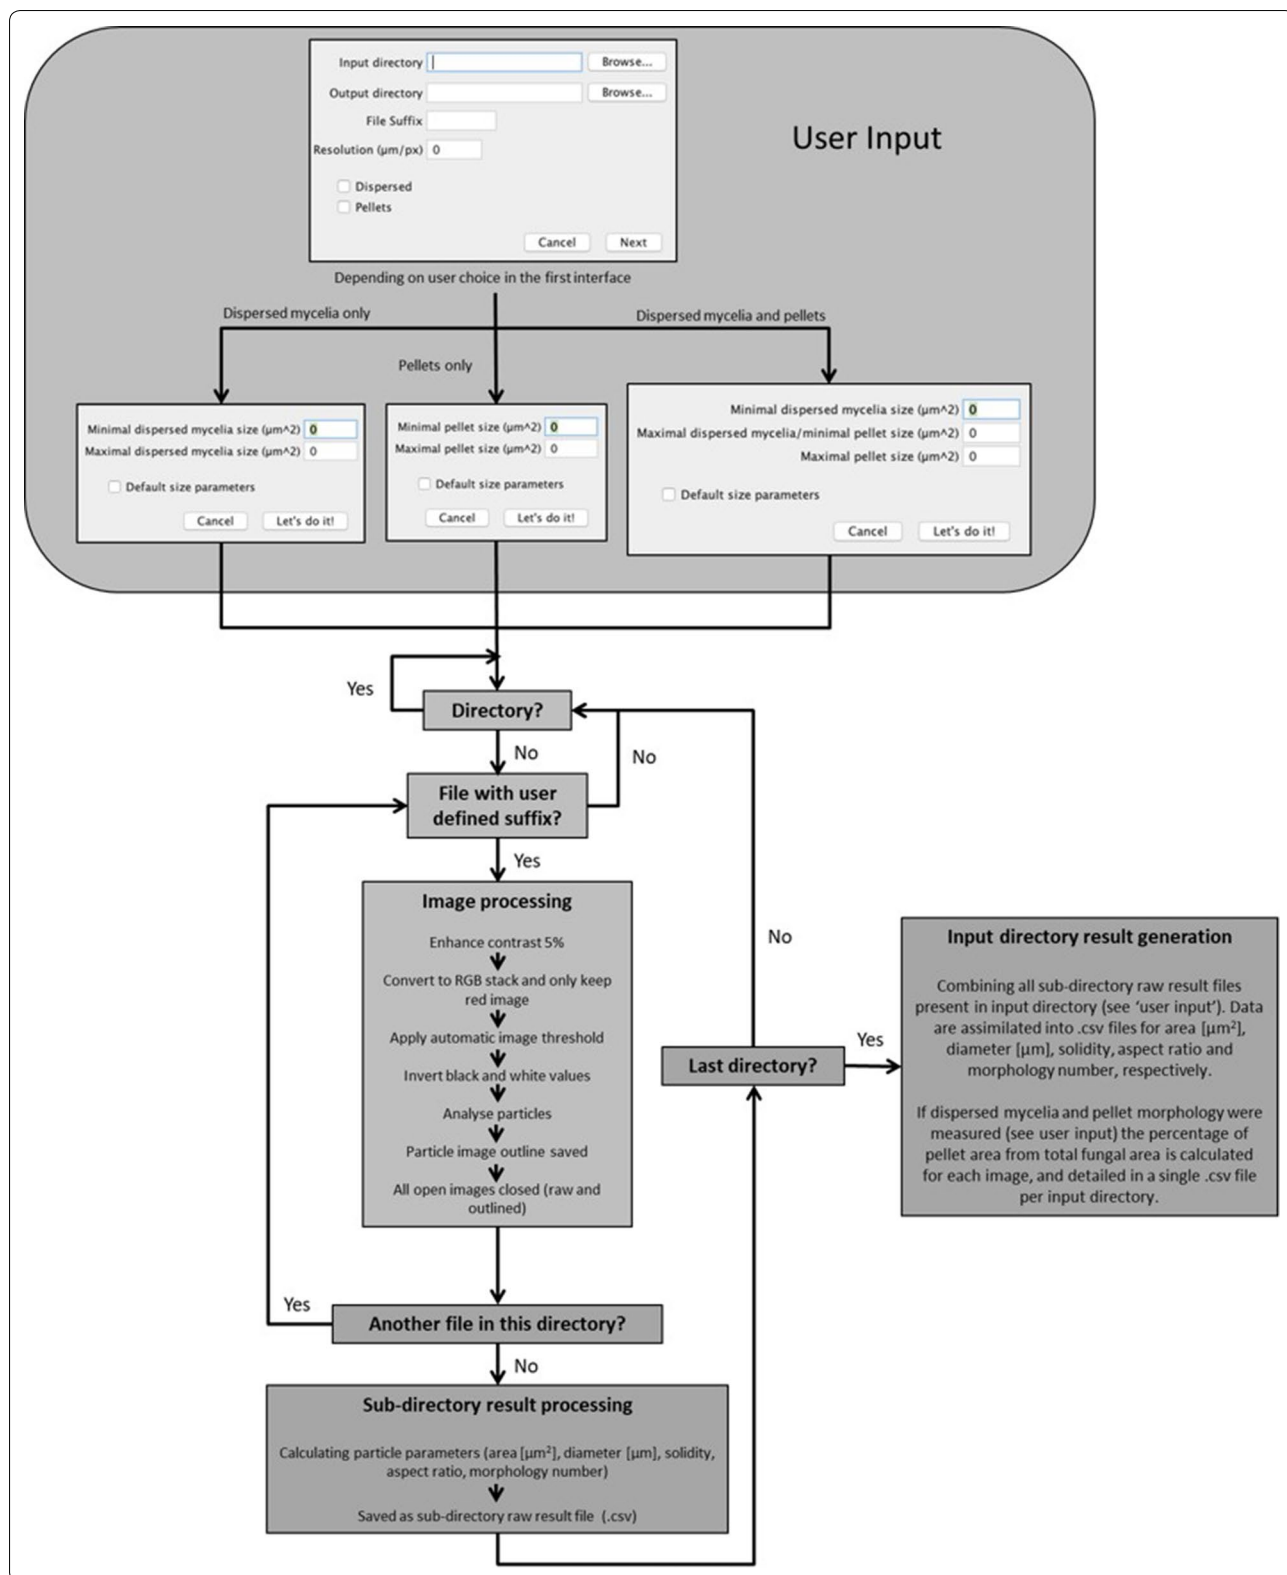 Input directory
Browse...
Output directory
Browse...
File Suffix
Resolution (µm/px) 0
Dispersed
Pellets
Cancel Next
User Input
Depending on user choice in the first interface
Dispersed mycelia only
Dispersed mycelia and pellets
Pellets only
Minimal dispersed mycelia size (µm^2) 0
Maximal dispersed mycelia size (µm^2) 0
Default size parameters
Cancel Let's do it!
Minimal pellet size (µm^2) 0
Maximal pellet size (µm^2) 0
Default size parameters
Cancel Let's do it!
Minimal dispersed mycelia size (µm^2) 0
Maximal dispersed mycelia/minimal pellet size (µm^2) 0
Maximal pellet size (µm^2) 0
Default size parameters
Cancel Let's do it!
Yes
Directory?
No
No
File with user
defined suffix?
Yes
Image processing
Enhance contrast 5%
Convert to RGB stack and only keep
red image
Apply automatic image threshold
Invert black and white values
Analyse particles
Particle image outline saved
All open images closed (raw and
outlined)
Yes
Another file in this directory?
No
Sub-directory result processing
Calculating particle parameters (area [µm²], diameter [µm], solidity,
aspect ratio, morphology number)
Saved as sub-directory raw result file (.csv)
No
Last directory?
Yes
Input directory result generation
Combining all sub-directory raw result files
present in input directory (see ‘user input’). Data
are assimilated into .csv files for area [µm²],
diameter [µm], solidity, aspect ratio and
morphology number, respectively.
If dispersed mycelia and pellet morphology were
measured (see user input) the percentage of
pellet area from total fungal area is calculated
for each image, and detailed in a single .csv file
per input directory.